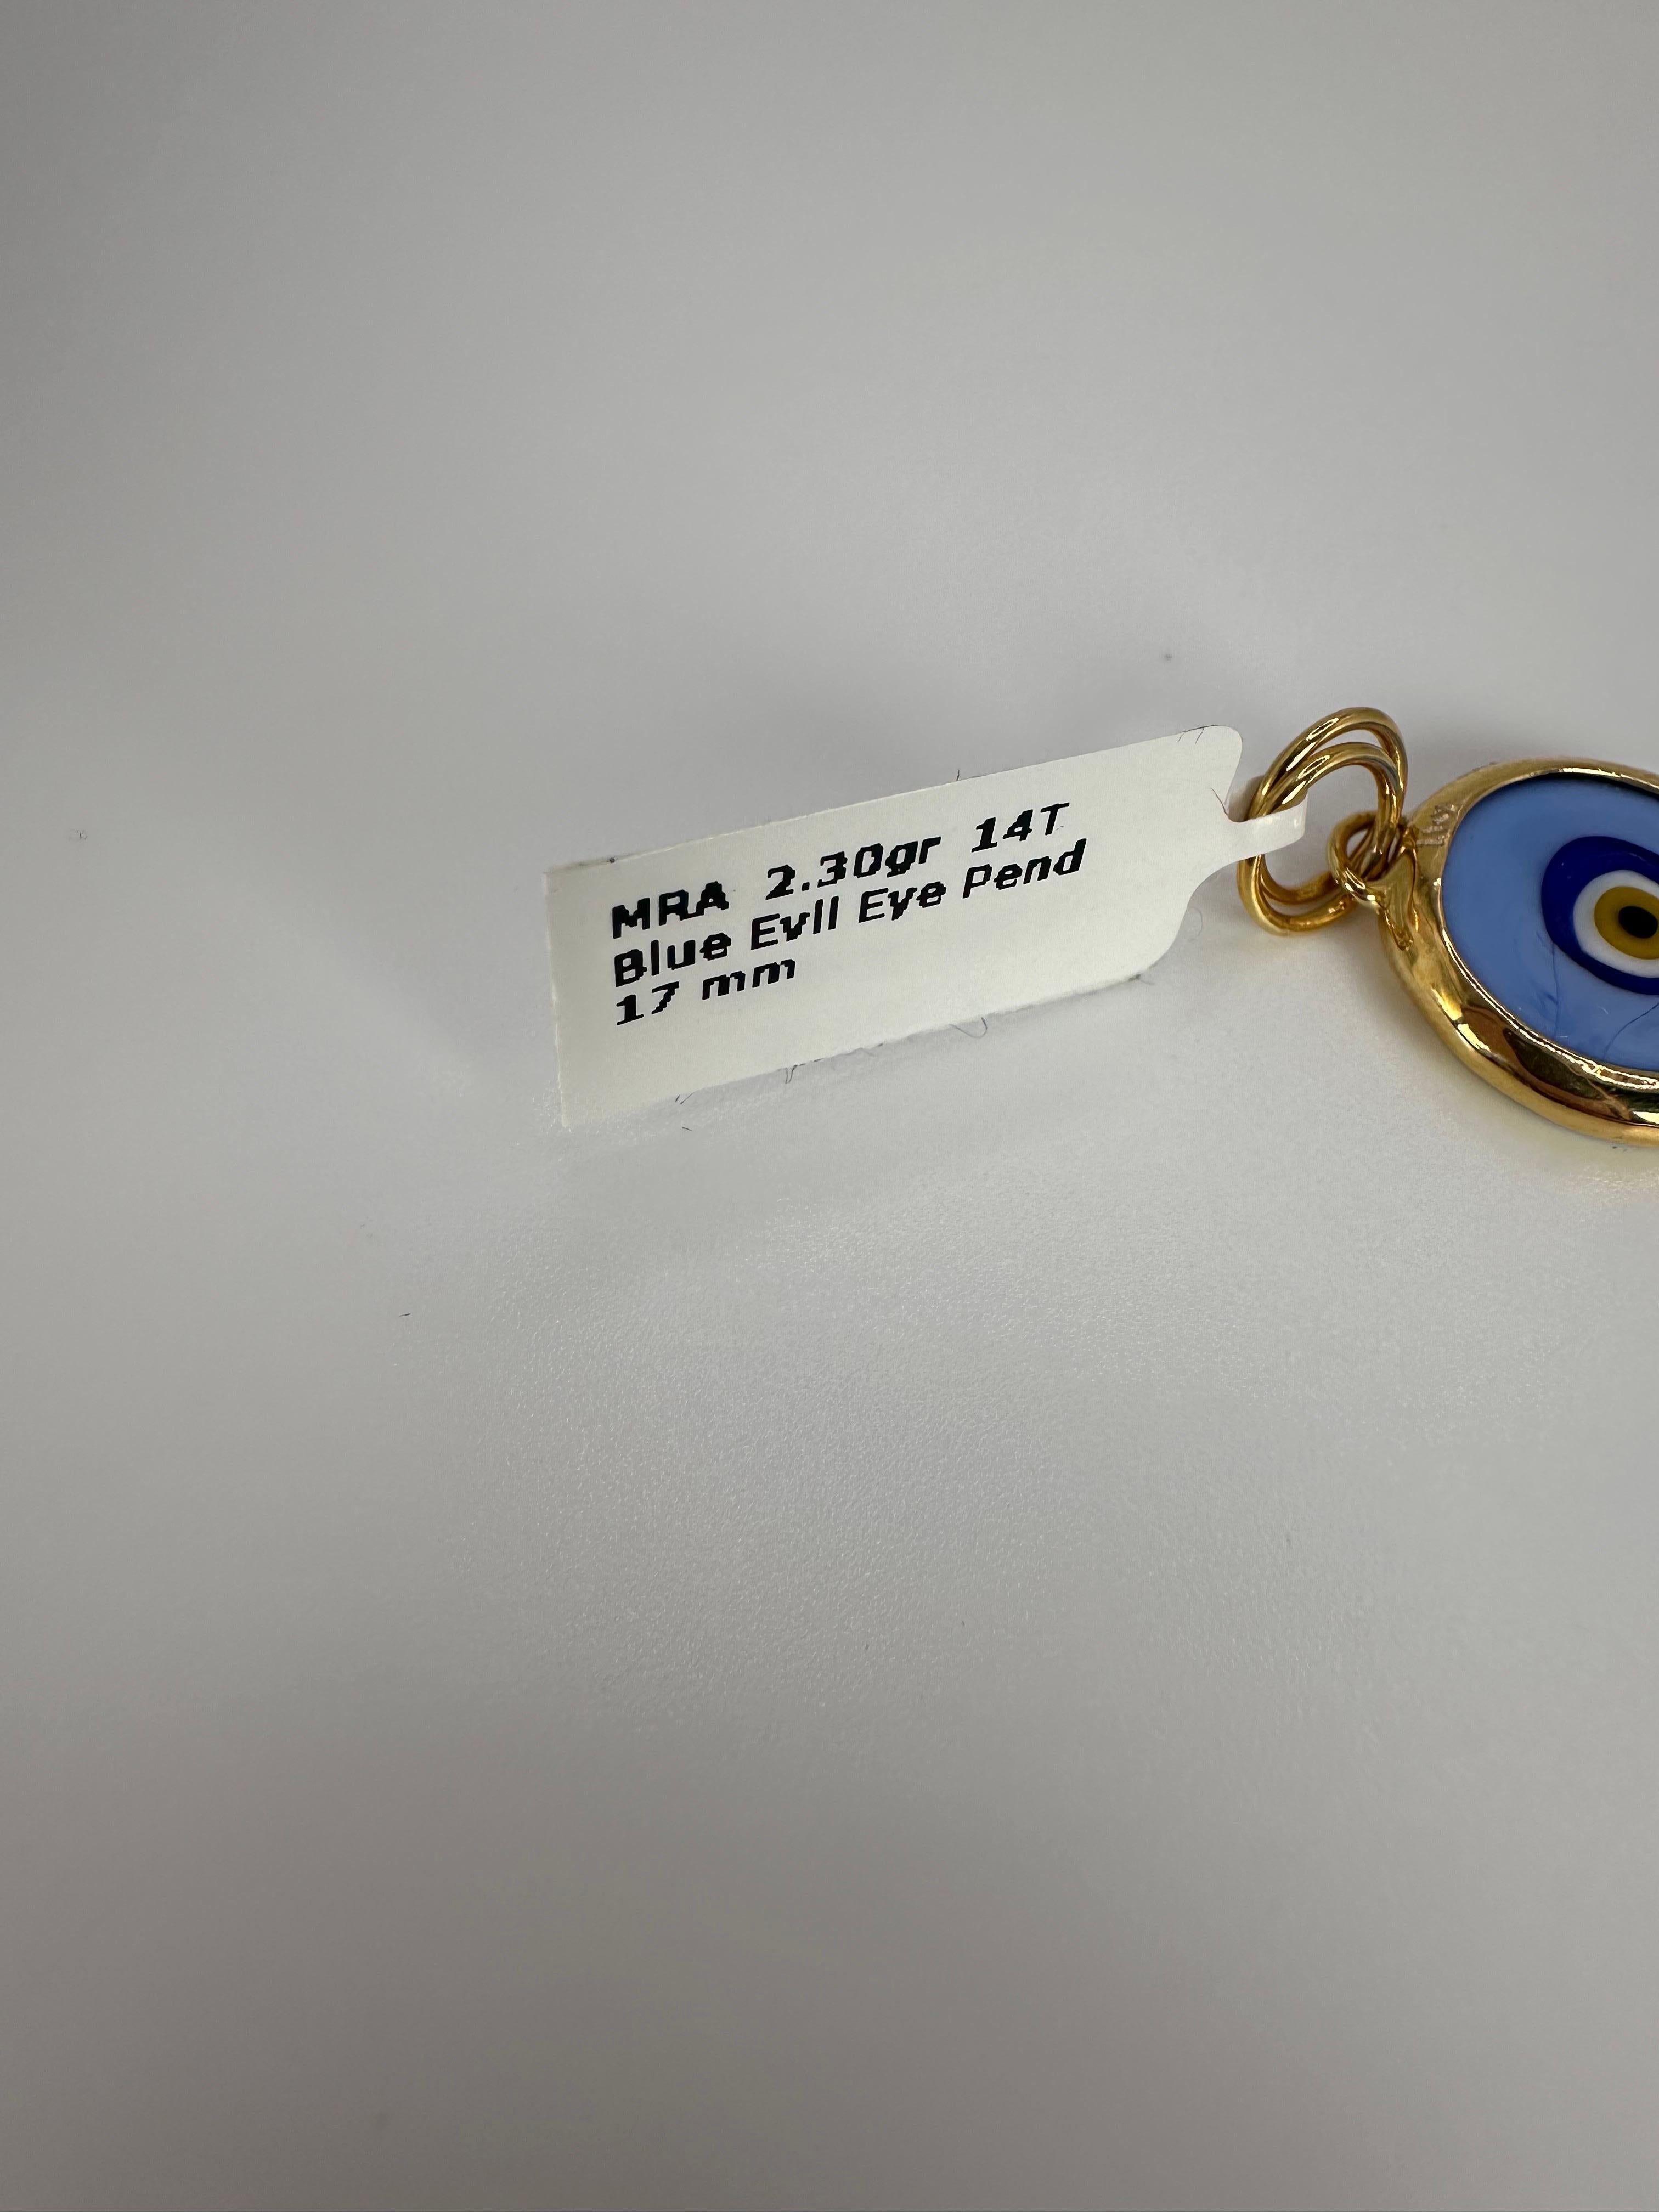 MRA 2.30gr 14T
Blue Evil Eye Pend
17 mm